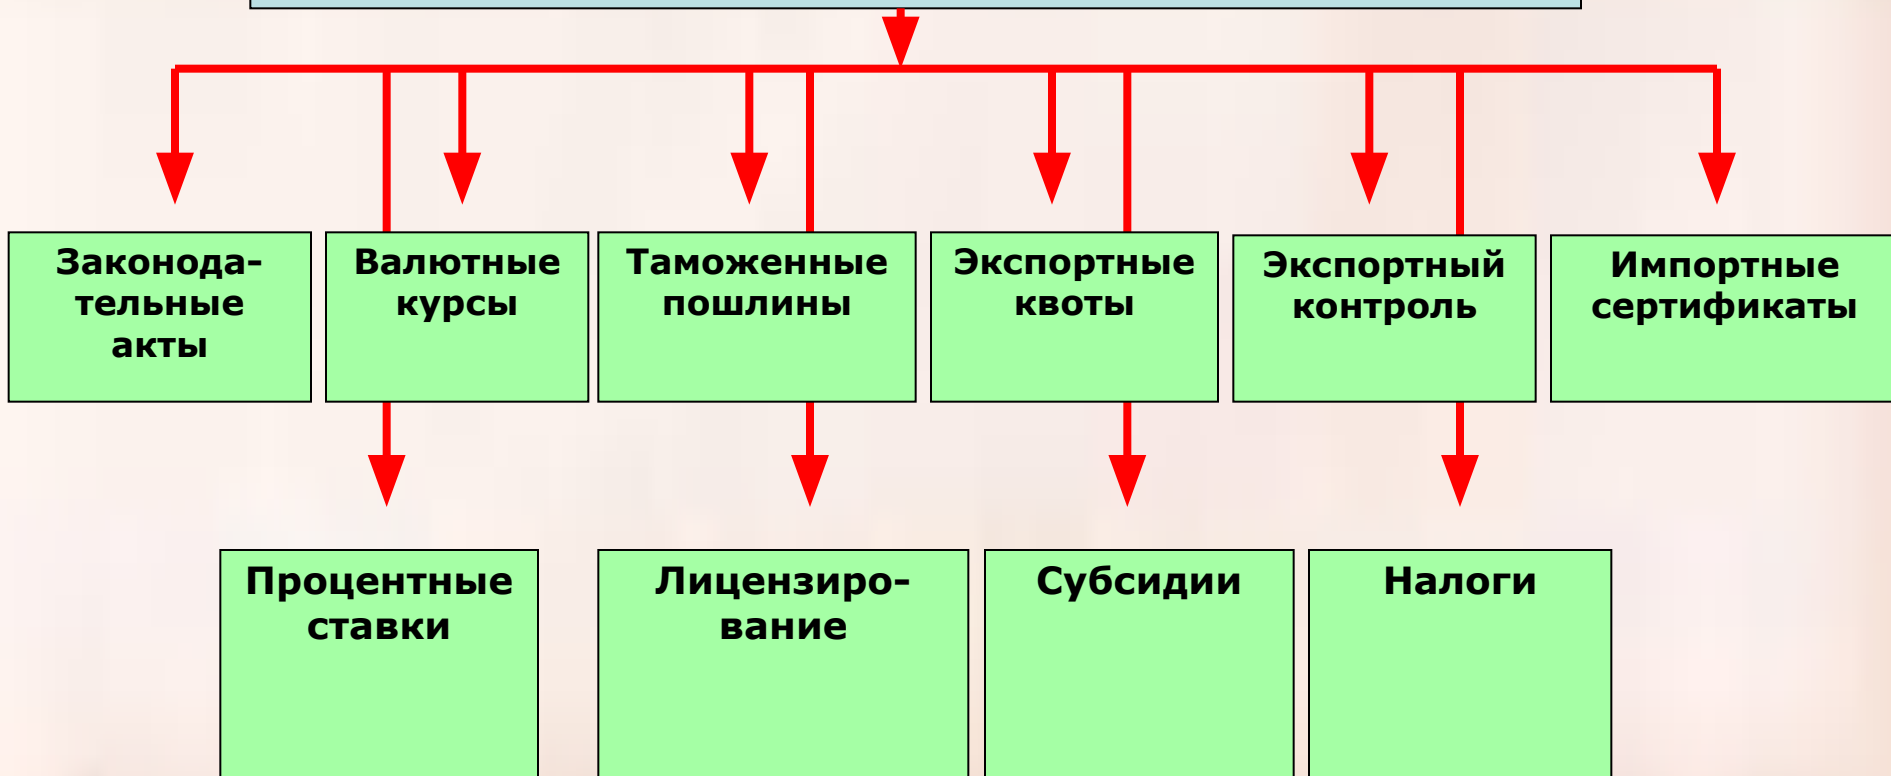 Законода-
тельные
акты
Валютные
курсы
Таможенные
пошлины
Экспортные
квоты
Экспортный
контроль
Импортные
сертификаты
Процентные
ставки
Лицензиро-
вание
Субсидии
Налоги